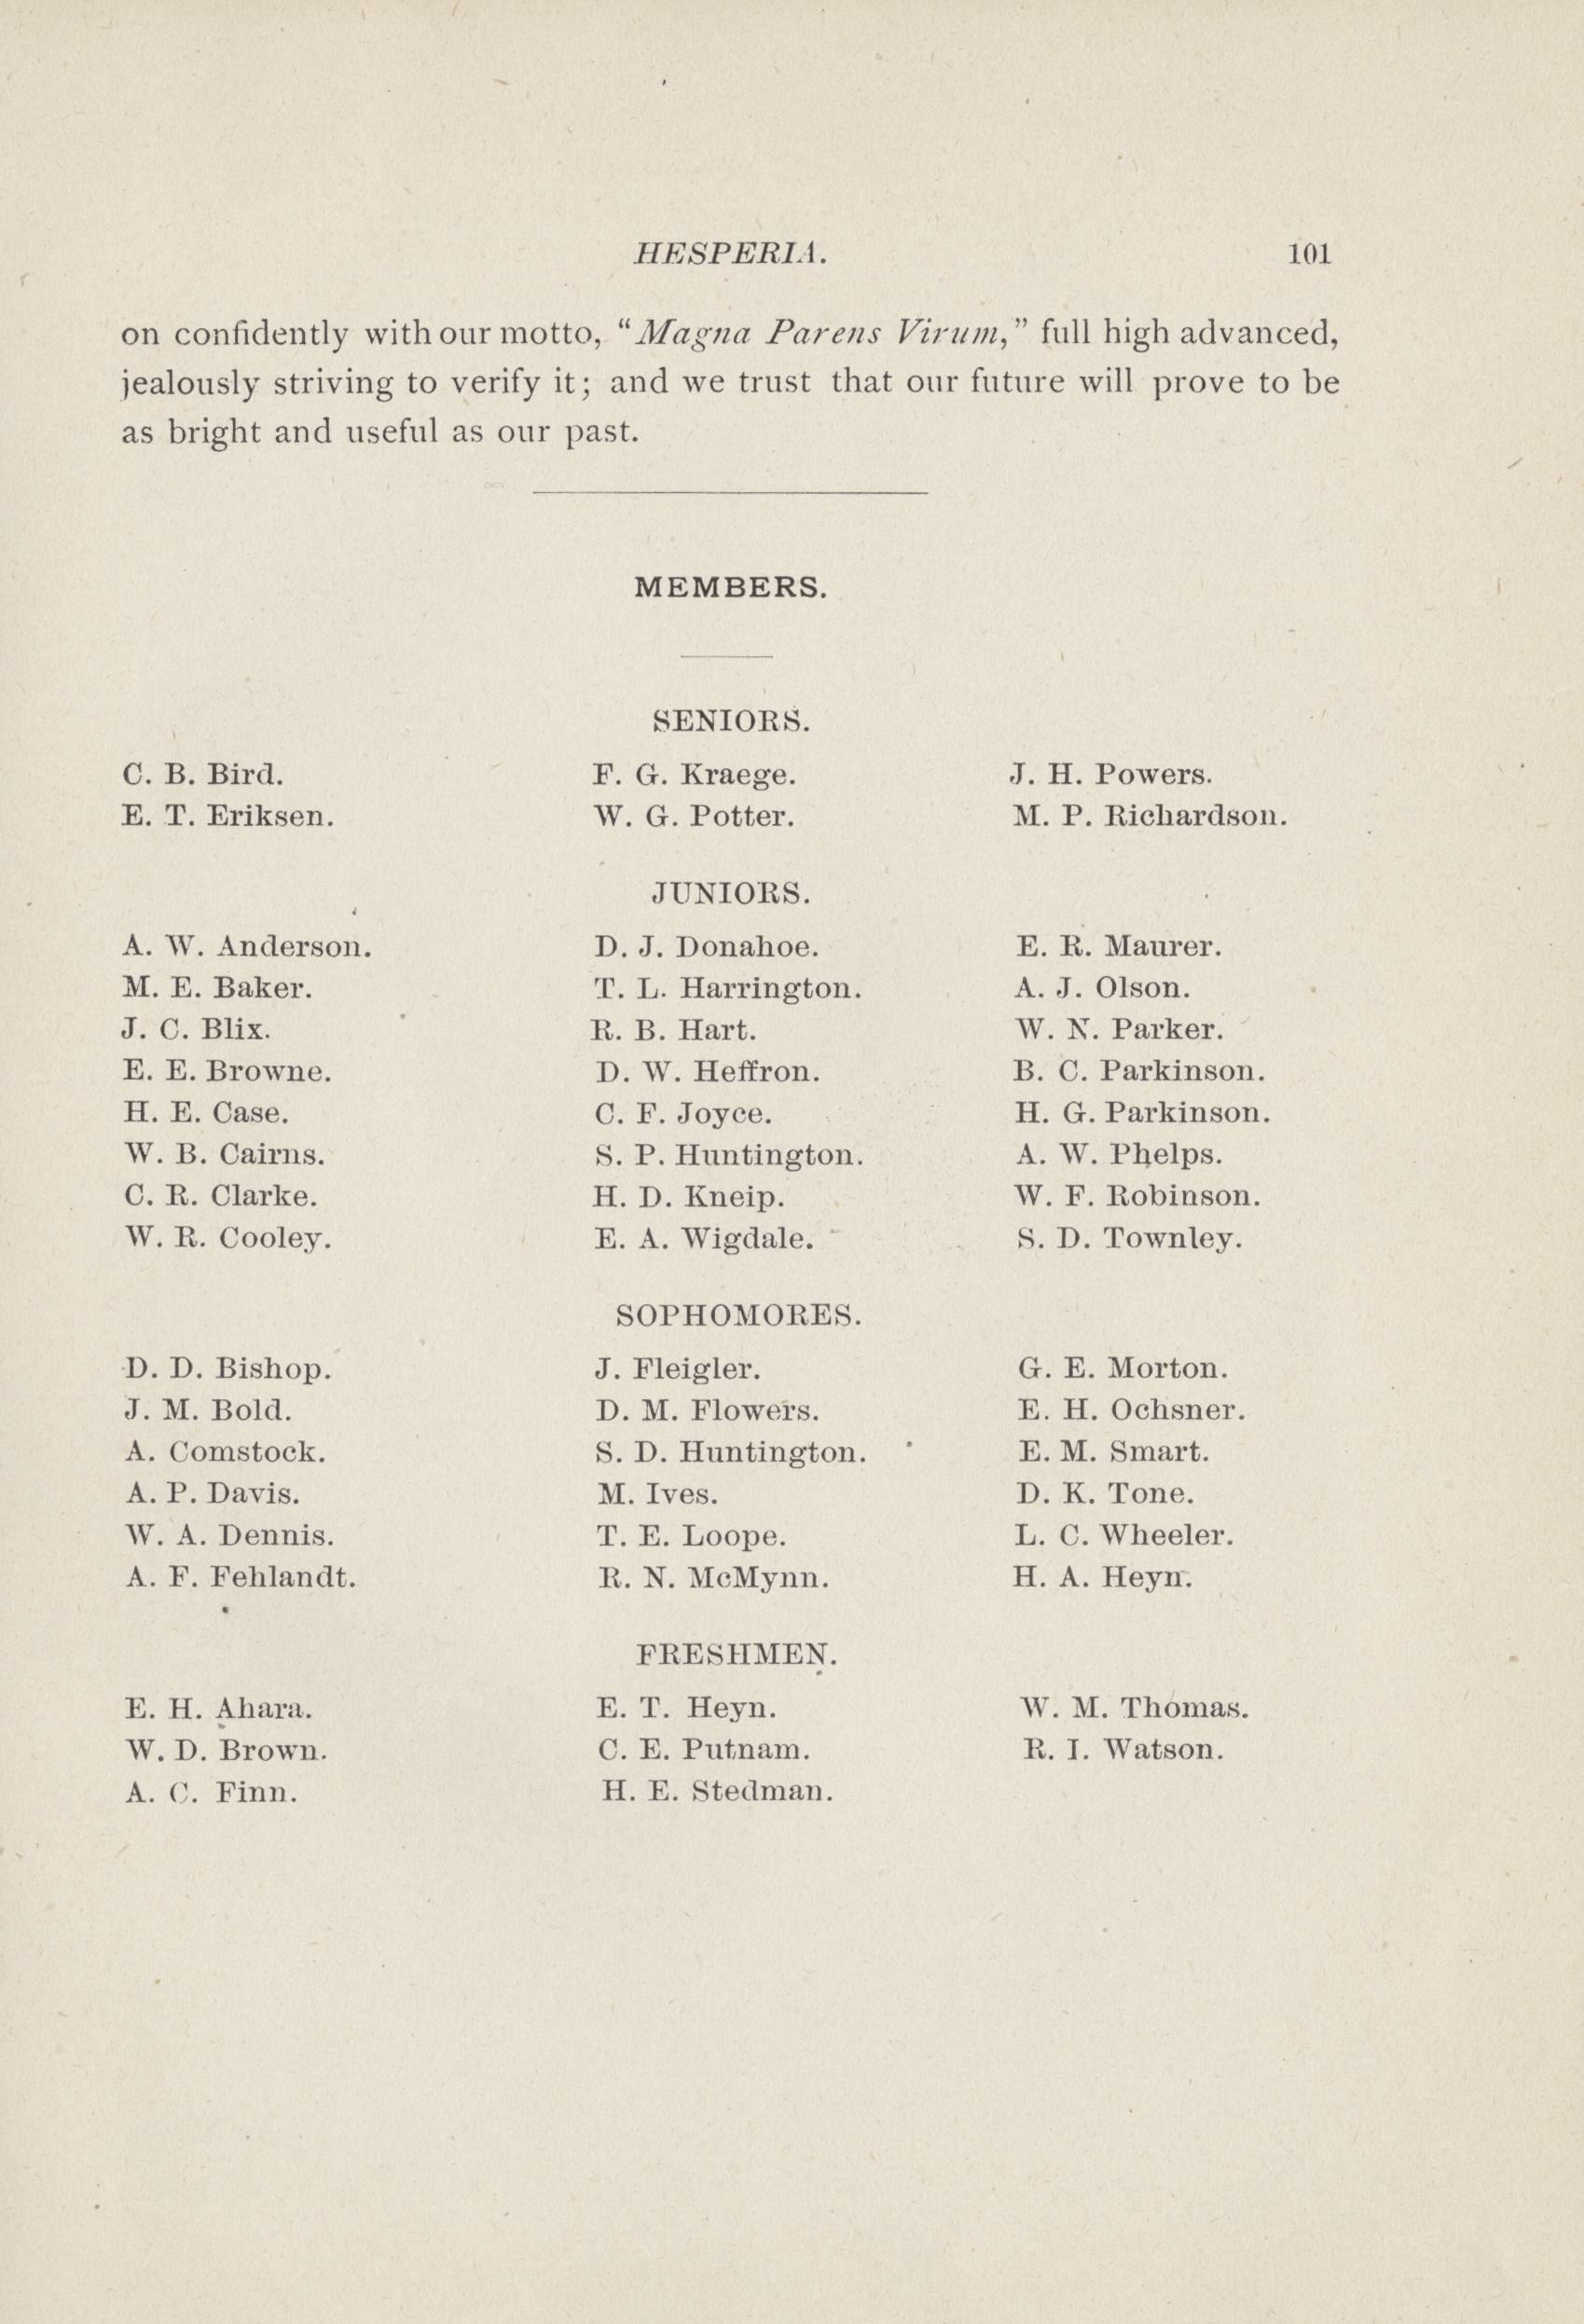 HESPERIA. 101
on confidently with our motto, “Magna Parens Virum,” full high advanced,
jealously striving to verify it; and we trust that our future will prove to be
as bright and useful as our past.
MEMBERS.
SENIORS.
C. B. Bird. F. G. Kraege. J. H. Powers.
E. T. Eriksen. W. G. Potter. M. P. Richardson.
JUNIORS.
A. W. Anderson. D. J. Donahoe. E. R. Maurer.
M. E. Baker. T. L. Harrington. A. J. Olson.
J. C. Blix. R. B. Hart. W. N. Parker.
E. E. Browne. D. W. Heffron. B. C. Parkinson.
H. E. Case. C. F. Joyce. H. G. Parkinson.
W. B. Cairns. S. P. Huntington. A. W. Phelps.
C. R. Clarke. H. D. Kneip. W. F. Robinson.
W. R. Cooley. E. A. Wigdale. S. D. Townley.
SOPHOMORES.
D. D. Bishop. J. Fleigler. G. E. Morton.
J. M. Bold. D. M. Flowers. E. H. Ochsner.
A. Comstock. S. D. Huntington. E. M. Smart.
A. P. Davis. M. Ives. D. K. Tone.
W. A. Dennis. T. E. Loope. L. C. Wheeler.
A. F. Fehlandt. R. N. McMynn. H. A. Heyn.
FRESHMEN.
E. H. Ahara. E. T. Heyn. W. M. Thomas.
W. D. Brown. C. E. Putnam. R. I. Watson.
A. C. Finn. H. E. Stedman.